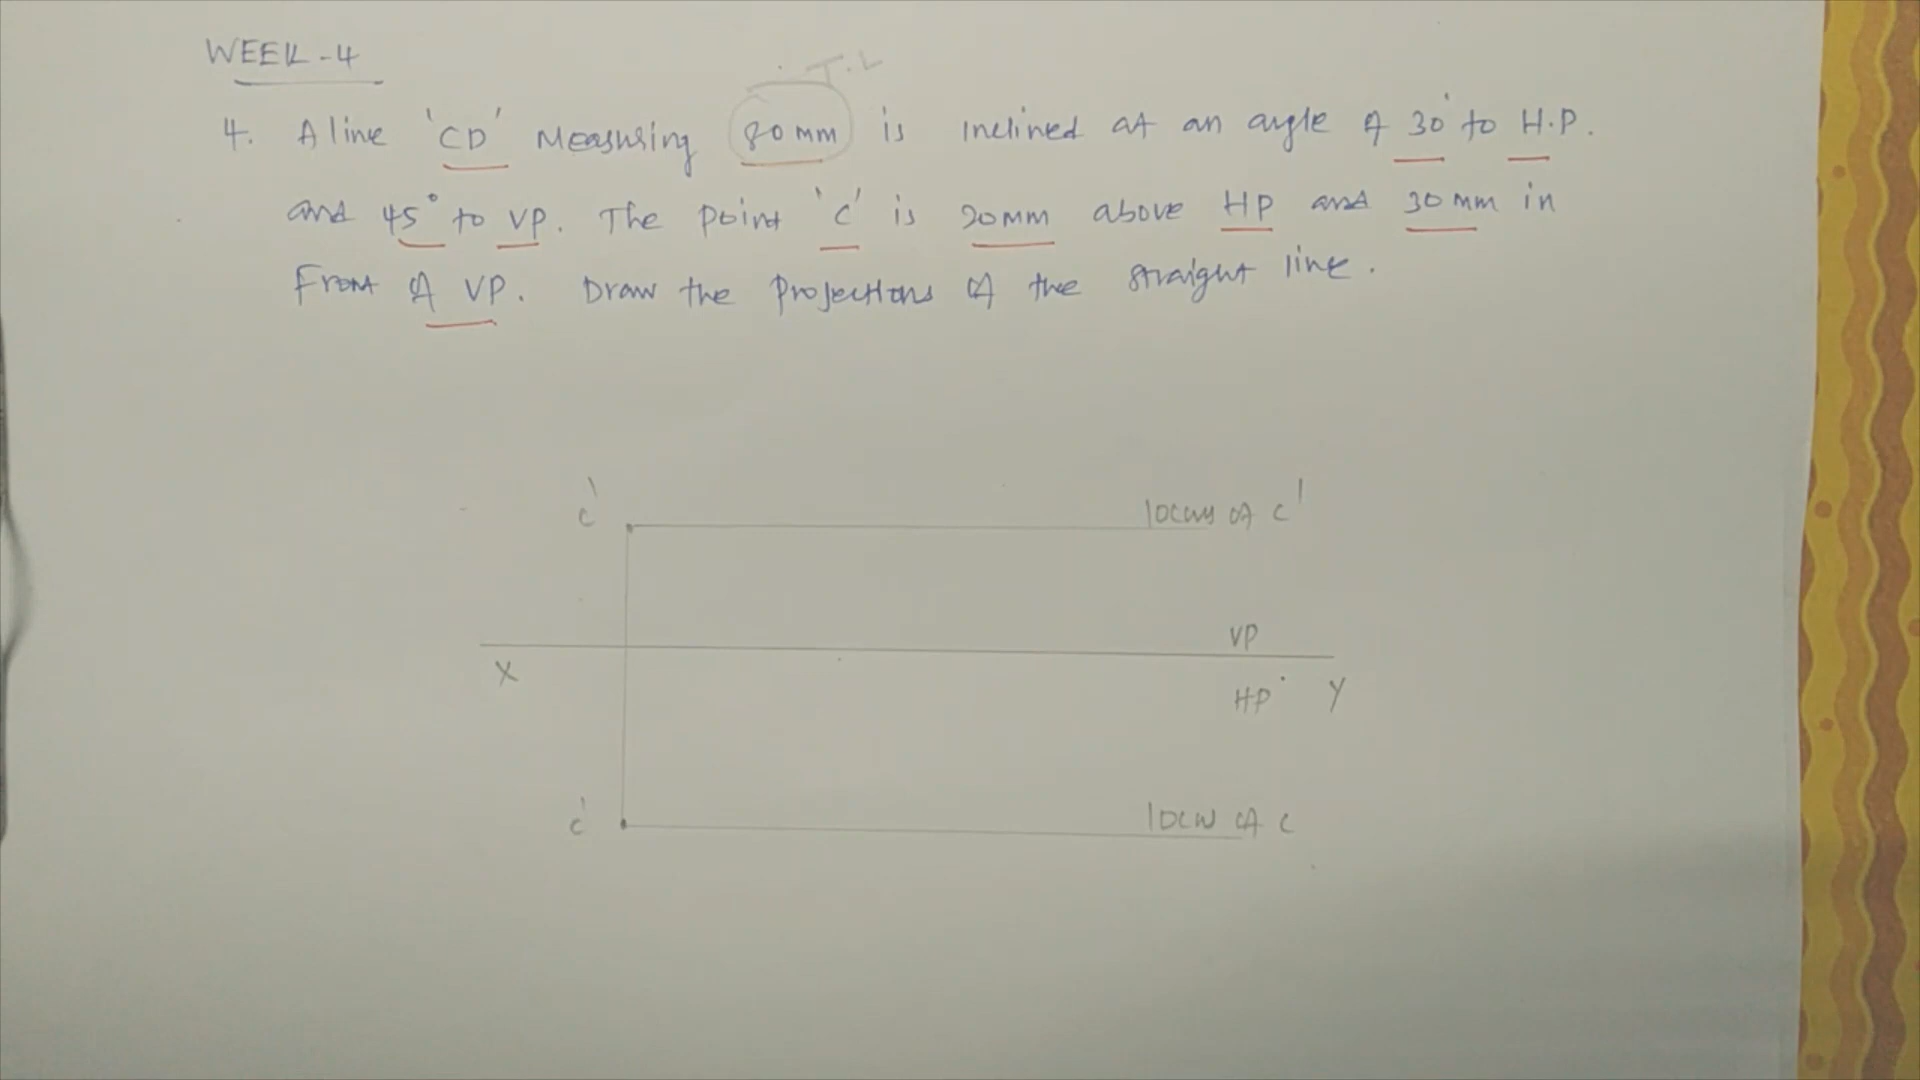 WEEK-4
T.L
4. A line 'CD' Measuring 80 mm is inclined at an angle of 30° to H.P.
and 45° to VP. The point 'C' is 20mm above HP and 30 mm in
Front of VP. Draw the Projections of the straight line.
c' locus of c'
VP
X HP Y
c' locus of c